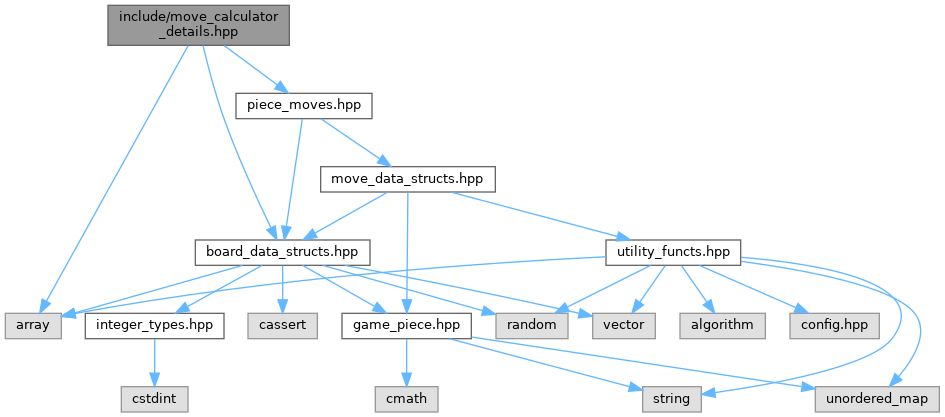 include/move_calculator
_details.hpp
piece_moves.hpp
move_data_structs.hpp
board_data_structs.hpp
utility_functs.hpp
array
integer_types.hpp
cassert
game_piece.hpp
random
vector
algorithm
config.hpp
cstdint
cmath
string
unordered_map